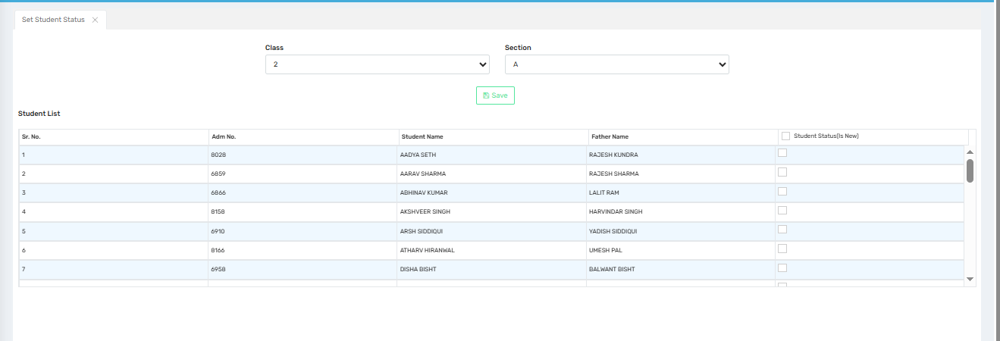 Set Student Status
Class Section
2 A
Save
Student List
Sr. No. Adm No. Student Name Father Name Student Status(Is New)
1 8028 AADYA SETH RAJESH KUNDRA
2 6859 AARAV SHARMA RAJESH SHARMA
3 6866 ABHINAV KUMAR LALIT RAM
4 8158 AKSHVEER SINGH HARVINDAR SINGH
5 6910 ARSH SIDDIQUI YADISH SIDDIQUI
6 8166 ATHARV HIRANWAL UMESH PAL
7 6958 DISHA BISHT BALWANT BISHT